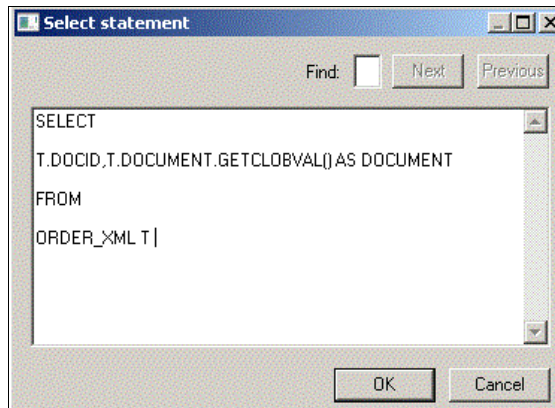 Select statement
Find: Next Previous
SELECT
T.DOCID,T.DOCUMENT.GETCLOBVAL() AS DOCUMENT
FROM
ORDER_XML T
OK Cancel